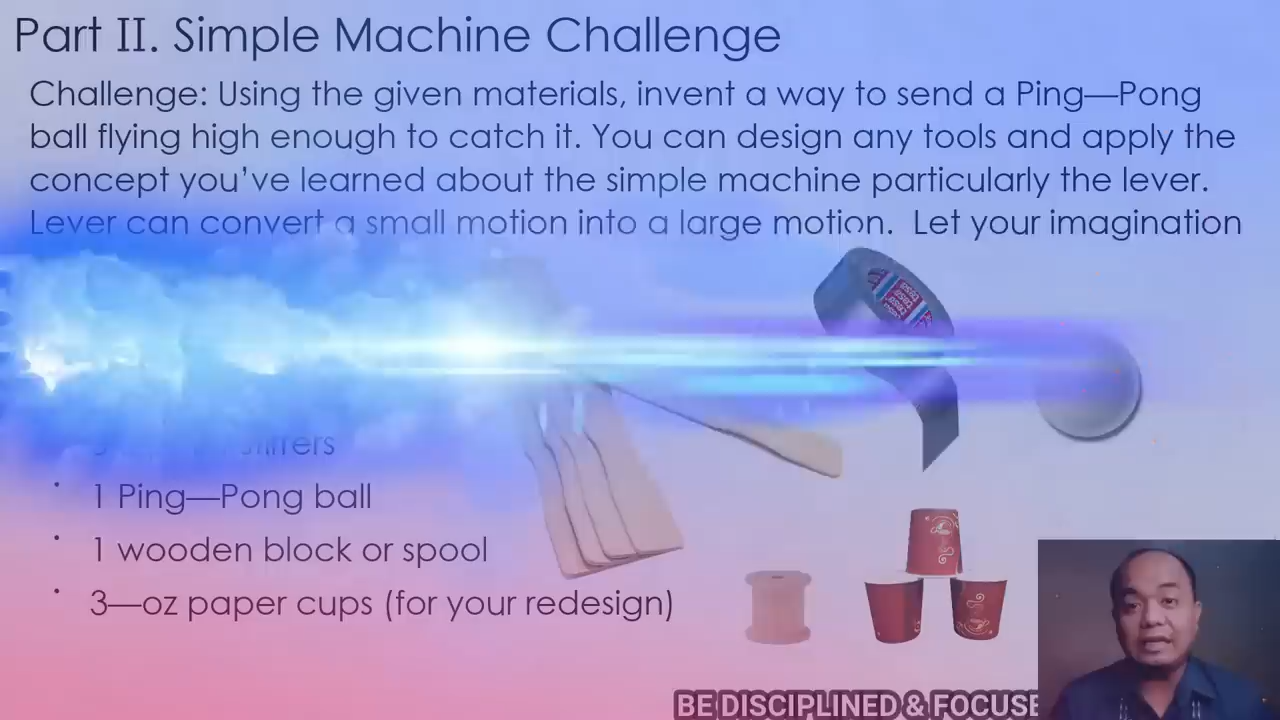 Part II. Simple Machine Challenge
Challenge: Using the given materials, invent a way to send a Ping—Pong
ball flying high enough to catch it. You can design any tools and apply the
concept you’ve learned about the simple machine particularly the lever.
Lever can convert a small motion into a large motion. Let your imagination
1 Ping—Pong ball
1 wooden block or spool
3—oz paper cups (for your redesign)
BE DISCIPLINED & FOCUSE